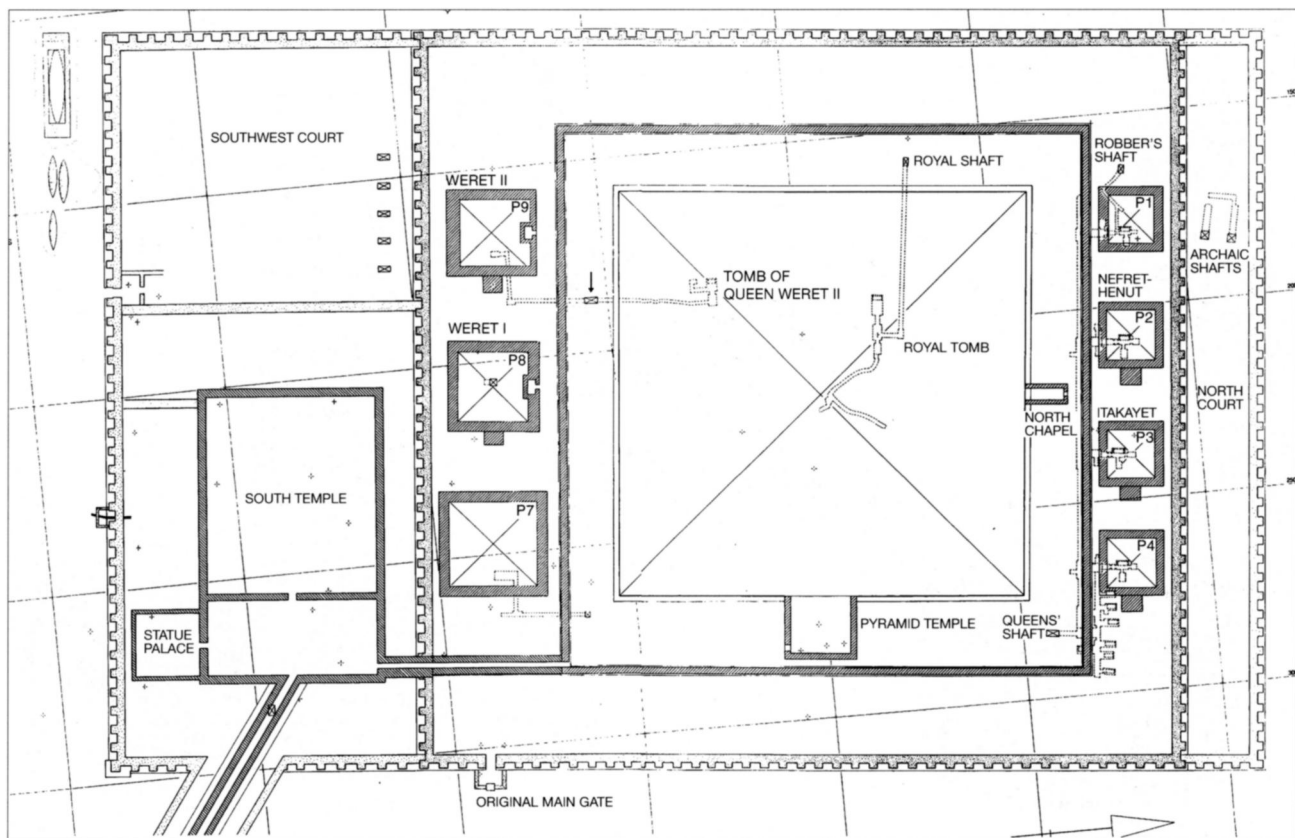 SOUTHWEST COURT
WERET II
P9
ROYAL SHAFT
ROBBER'S
SHAFT
P1
ARCHAIC
SHAFTS
TOMB OF
QUEEN WERET II
NEFRET-
HENUT
P2
WERET I
P8
ROYAL TOMB
NORTH
CHAPEL
ITAKAYET
P3
NORTH
COURT
SOUTH TEMPLE
P7
P4
STATUE
PALACE
PYRAMID TEMPLE
QUEENS'
SHAFT
ORIGINAL MAIN GATE